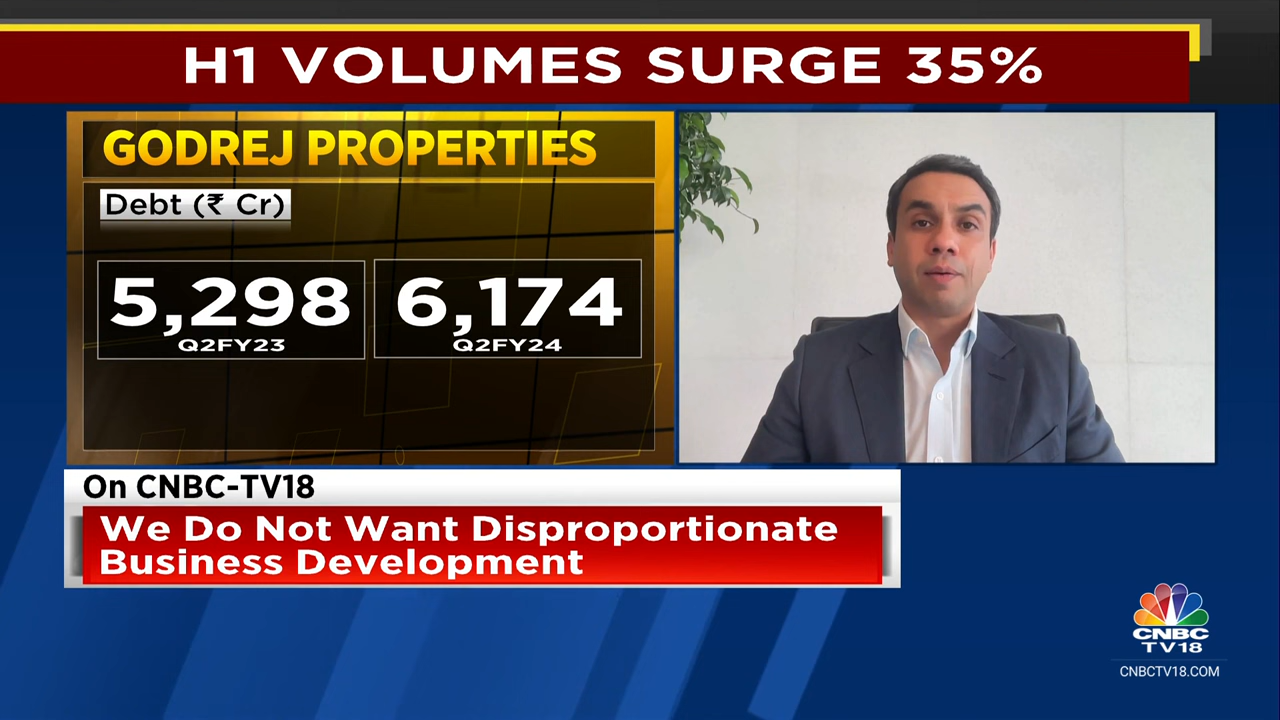 H1 VOLUMES SURGE 35%
GODREJ PROPERTIES
Debt (₹ Cr)
5,298 6,174
Q2FY23 Q2FY24
On CNBC-TV18
We Do Not Want Disproportionate
Business Development
CNBC
TV18
CNBCTV18.COM